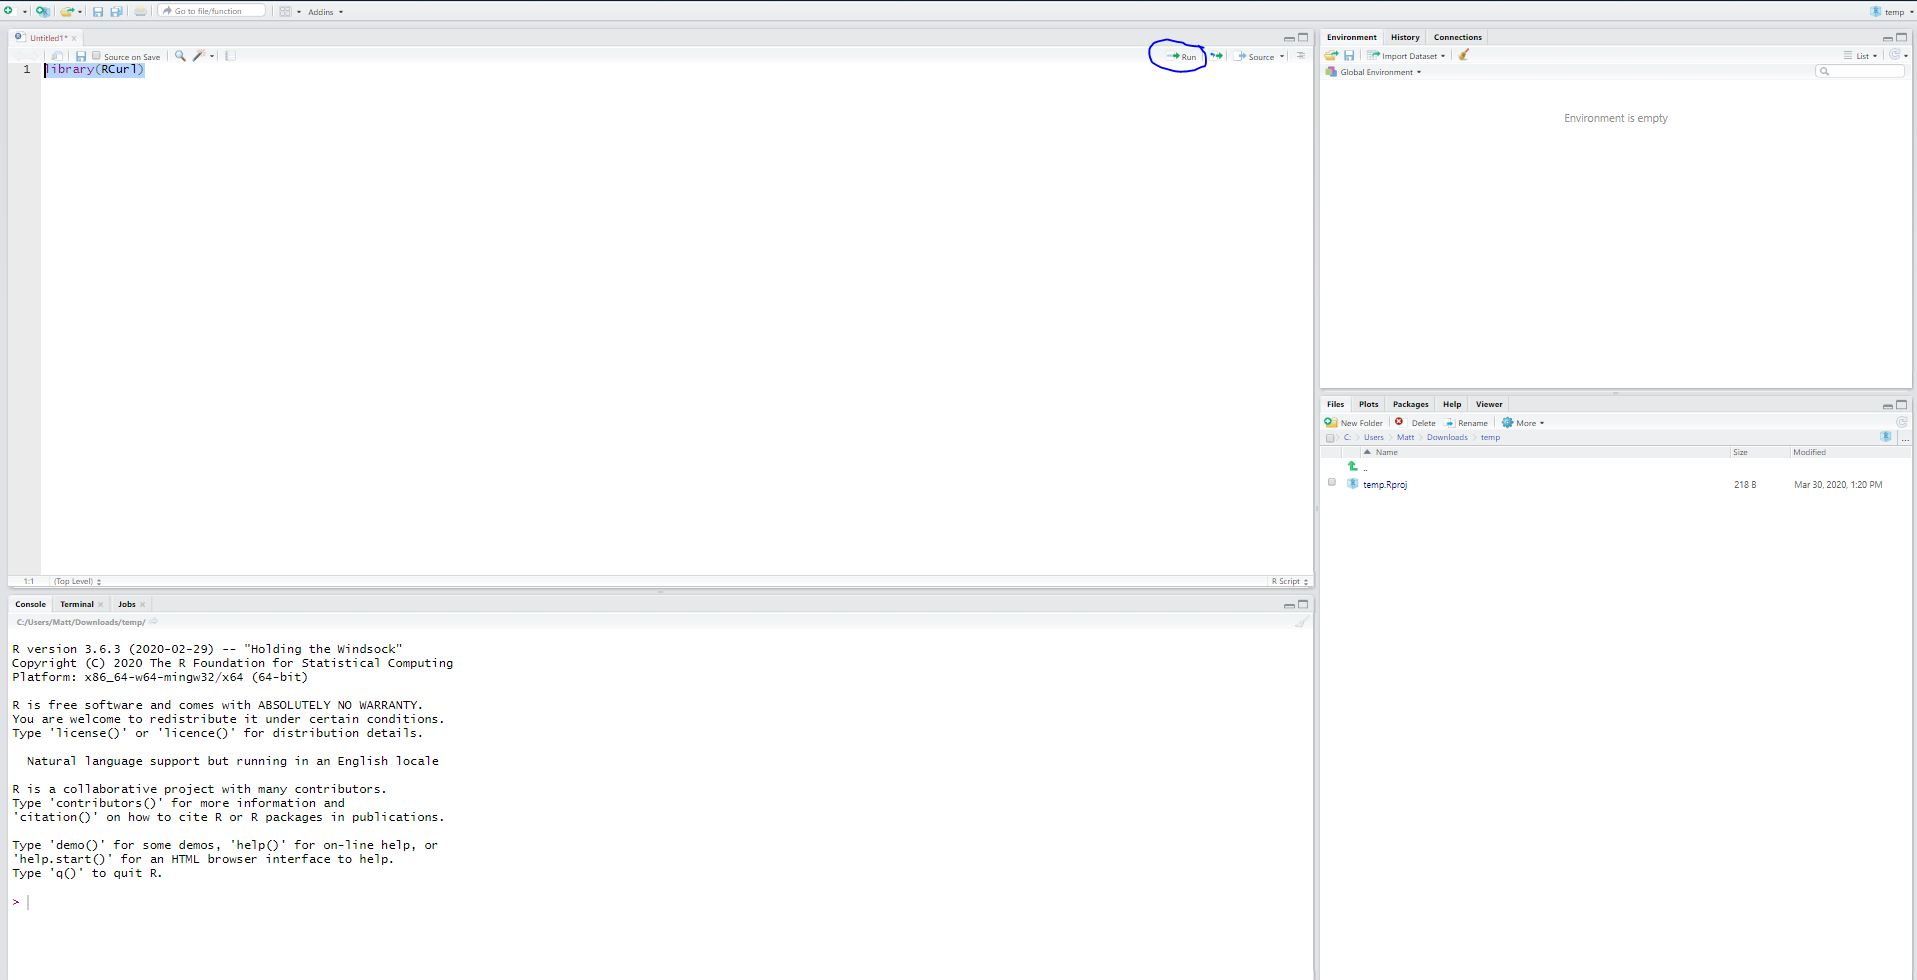 Go to file/function
Addins
temp
Untitled1*
Source on Save
Run
Source
1 library(RCurl)
1:1 (Top Level)
R Script
Console Terminal Jobs
C:/Users/Matt/Downloads/temp/
R version 3.6.3 (2020-02-29) -- "Holding the Windsock"
Copyright (C) 2020 The R Foundation for Statistical Computing
Platform: x86_64-w64-mingw32/x64 (64-bit)
R is free software and comes with ABSOLUTELY NO WARRANTY.
You are welcome to redistribute it under certain conditions.
Type 'license()' or 'licence()' for distribution details.
Natural language support but running in an English locale
R is a collaborative project with many contributors.
Type 'contributors()' for more information and
'citation()' on how to cite R or R packages in publications.
Type 'demo()' for some demos, 'help()' for on-line help, or
'help.start()' for an HTML browser interface to help.
Type 'q()' to quit R.
>
Environment History Connections
Import Dataset
List
Global Environment
Environment is empty
Files Plots Packages Help Viewer
New Folder Delete Rename More
C: Users Matt Downloads temp
...
Name Size Modified
..
temp.Rproj 218 B Mar 30, 2020, 1:20 PM